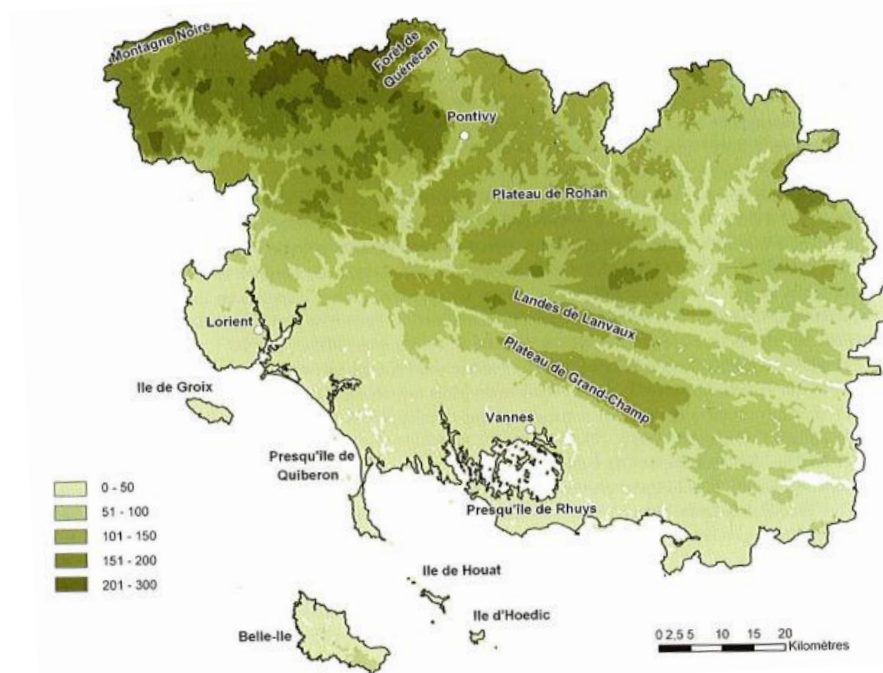 Montagne Noire
Forêt de
Quénécan
Pontivy
Plateau de Rohan
Landes de Lanvaux
Lorient
Plateau de Grand-Champ
Ile de Groix
Vannes
Presqu'île de
Quiberon
Presqu'île de Rhuys
0 - 50
51 - 100
101 - 150
151 - 200
201 - 300
Ile de Houat
Ile d'Hoedic
Belle-Ile
0 2,5 5 10 15 20
Kilomètres